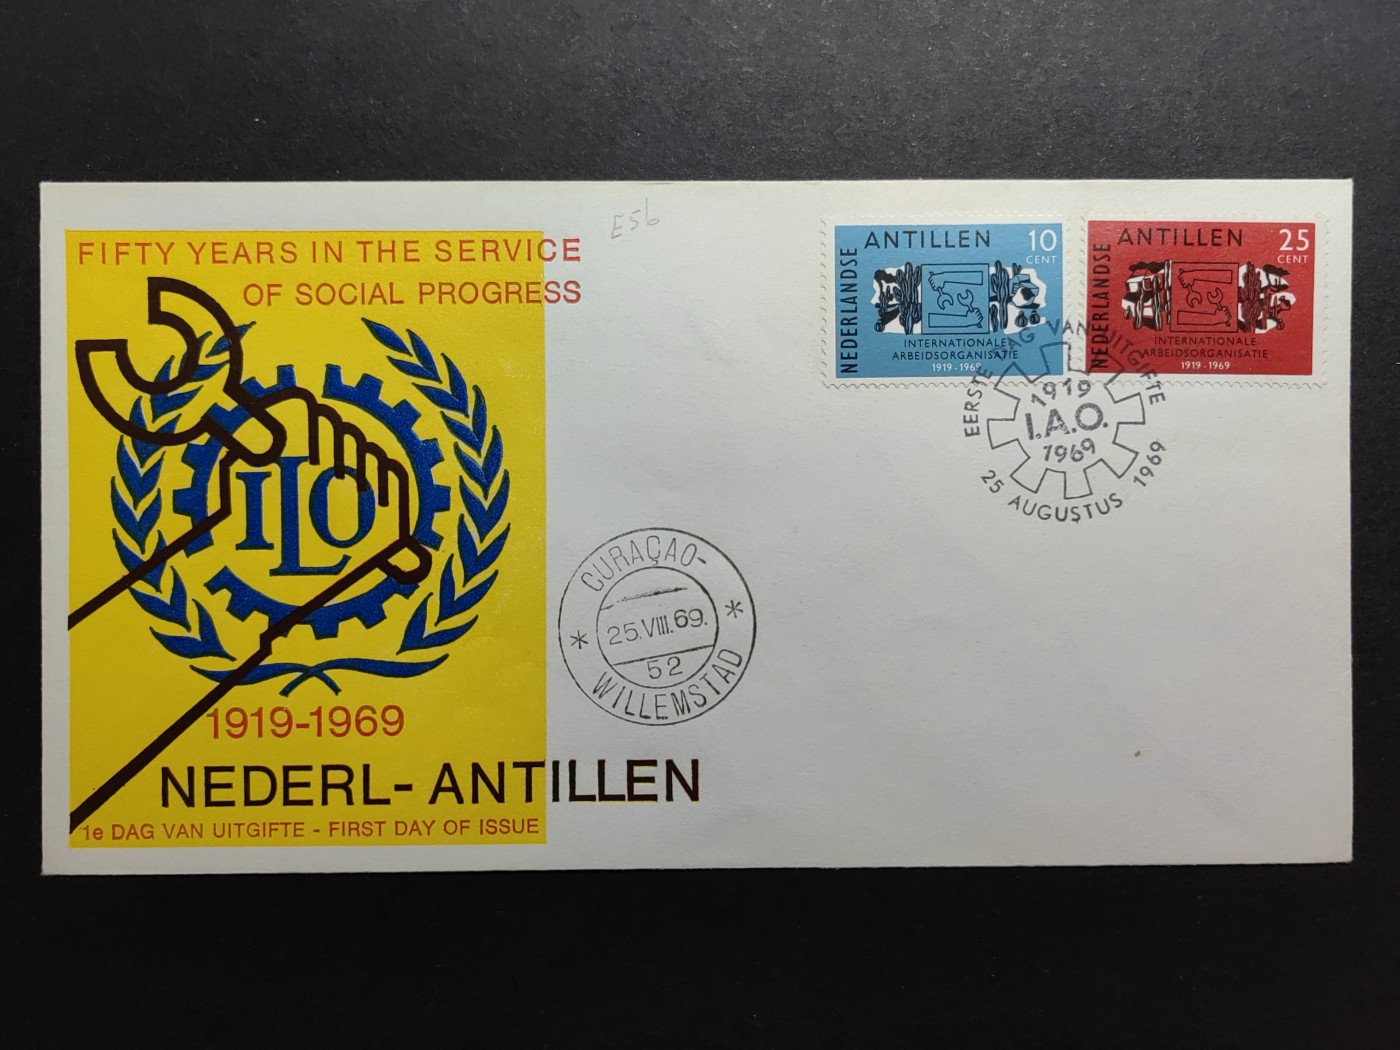 FIFTY YEARS IN THE SERVICE
OF SOCIAL PROGRESS
ILO
1919-1969
NEDERL-ANTILLEN
1e DAG VAN UITGIFTE - FIRST DAY OF ISSUE
E56
CURAÇAO-
25.VIII.69.
52
WILLEMSTAD
NEDERLANDSE
ANTILLEN
10
CENT
INTERNATIONALE
ARBEIDSORGANISATIE
1919-1969
NEDERLANDSE
ANTILLEN
25
CENT
INTERNATIONALE
ARBEIDSORGANISATIE
1919-1969
EERSTE DAG VAN UITGIFTE
1919
I.A.O.
1969
25 AUGUSTUS 1969